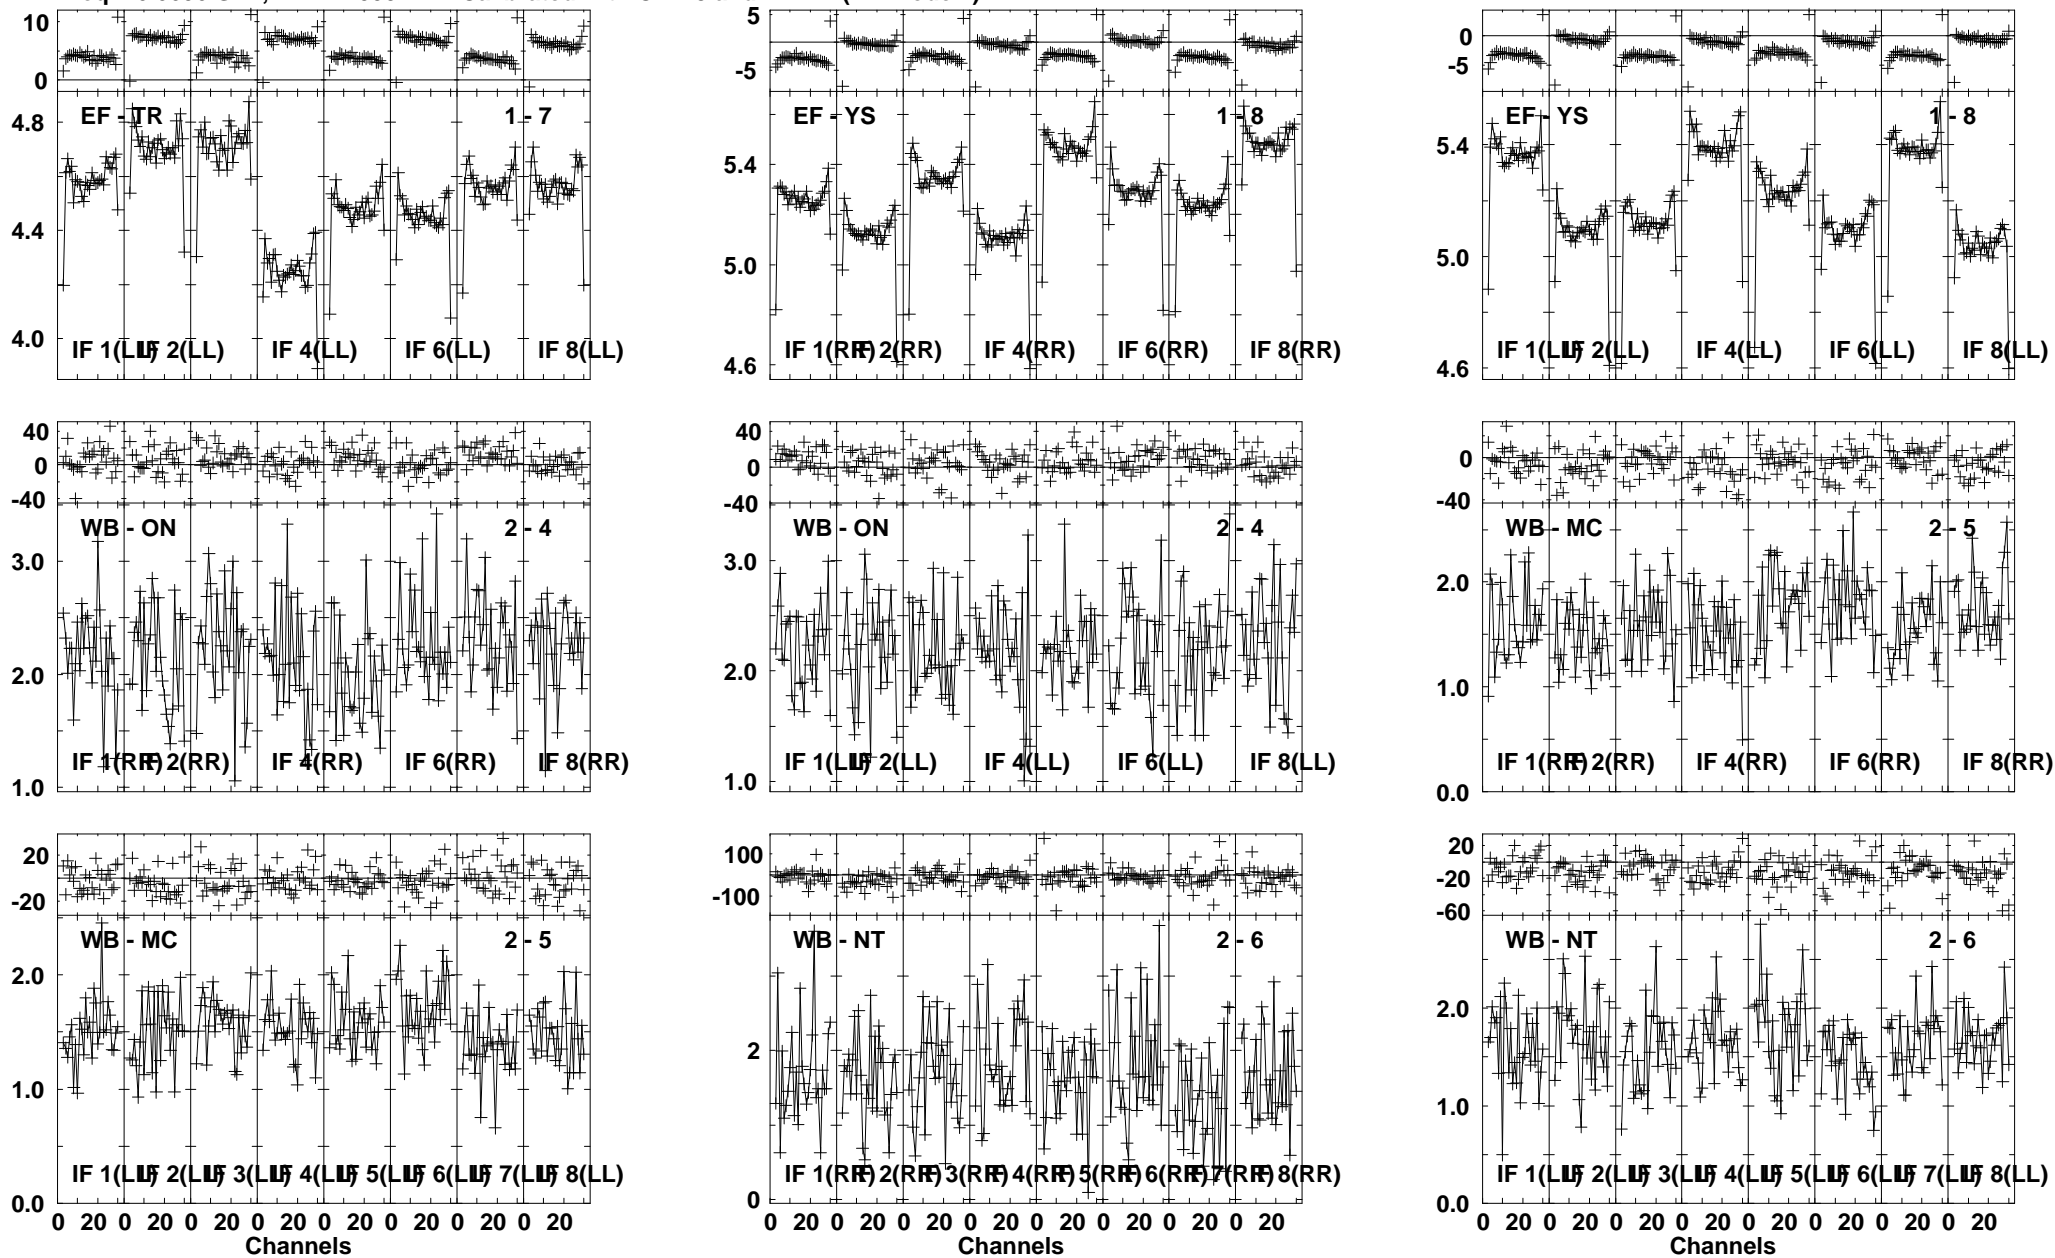 10
0
5
-5
0
-5
EF - TR 1 - 7
4.8
4.4
4.0
IF 1(LL) IF 2(LL) IF 4(LL) IF 6(LL) IF 8(LL)
EF - YS 1 - 8
5.4
5.0
4.6
IF 1(RR) IF 2(RR) IF 4(RR) IF 6(RR) IF 8(RR)
EF - YS 1 - 8
5.4
5.0
4.6
IF 1(LL) IF 2(LL) IF 4(LL) IF 6(LL) IF 8(LL)
40
0
-40
WB - ON 2 - 4
3.0
2.0
1.0
IF 1(RR) IF 2(RR) IF 4(RR) IF 6(RR) IF 8(RR)
40
0
-40
WB - ON 2 - 4
3.0
2.0
1.0
IF 1(LL) IF 2(LL) IF 4(LL) IF 6(LL) IF 8(LL)
0
-40
WB - MC 2 - 5
2.0
1.0
0.0
IF 1(RR) IF 2(RR) IF 4(RR) IF 6(RR) IF 8(RR)
20
-20
WB - MC 2 - 5
2.0
1.0
0.0
IF 1(LL) IF 2(LL) IF 3(LL) IF 4(LL) IF 5(LL) IF 6(LL) IF 7(LL) IF 8(LL)
0 20 0 20 0 20 0 20 0 20 0 20 0 20 0 20
Channels
100
-100
WB - NT 2 - 6
2
0
IF 1(RR) IF 2(RR) IF 3(RR) IF 4(RR) IF 5(RR) IF 6(RR) IF 7(RR) IF 8(RR)
0 20 0 20 0 20 0 20 0 20 0 20 0 20 0 20
Channels
20
-20
-60
WB - NT 2 - 6
2.0
1.0
0.0
IF 1(LL) IF 2(LL) IF 3(LL) IF 4(LL) IF 5(LL) IF 6(LL) IF 7(LL) IF 8(LL)
0 20 0 20 0 20 0 20 0 20 0 20 0 20 0 20
Channels